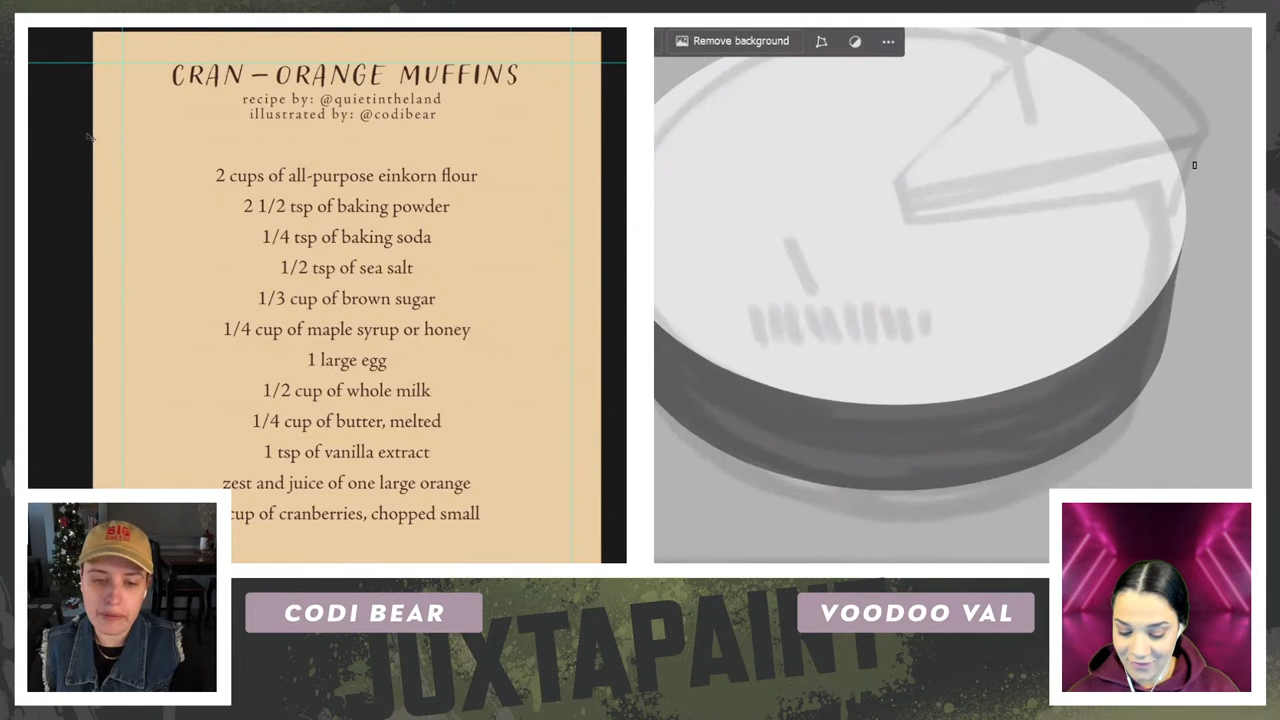 CRAN – ORANGE MUFFINS
recipe by: @quietintheland
illustrated by: @codibear
2 cups of all-purpose einkorn flour
2 1/2 tsp of baking powder
1/4 tsp of baking soda
1/2 tsp of sea salt
1/3 cup of brown sugar
1/4 cup of maple syrup or honey
1 large egg
1/2 cup of whole milk
1/4 cup of butter, melted
1 tsp of vanilla extract
zest and juice of one large orange
cup of cranberries, chopped small
Remove background
BIG
CHEESE
CODI BEAR
VOODOO VAL
JUXTAPAINT